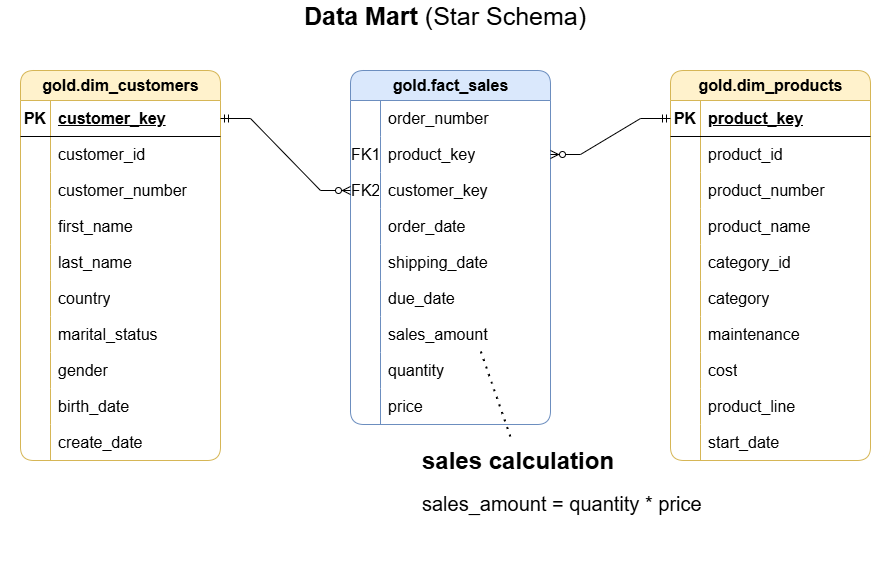 Data Mart (Star Schema)
gold.dim_customers
PK customer_key
customer_id
customer_number
first_name
last_name
country
marital_status
gender
birth_date
create_date
gold.fact_sales
order_number
FK1 product_key
FK2 customer_key
order_date
shipping_date
due_date
sales_amount
quantity
price
gold.dim_products
PK product_key
product_id
product_number
product_name
category_id
category
maintenance
cost
product_line
start_date
sales calculation
sales_amount = quantity * price